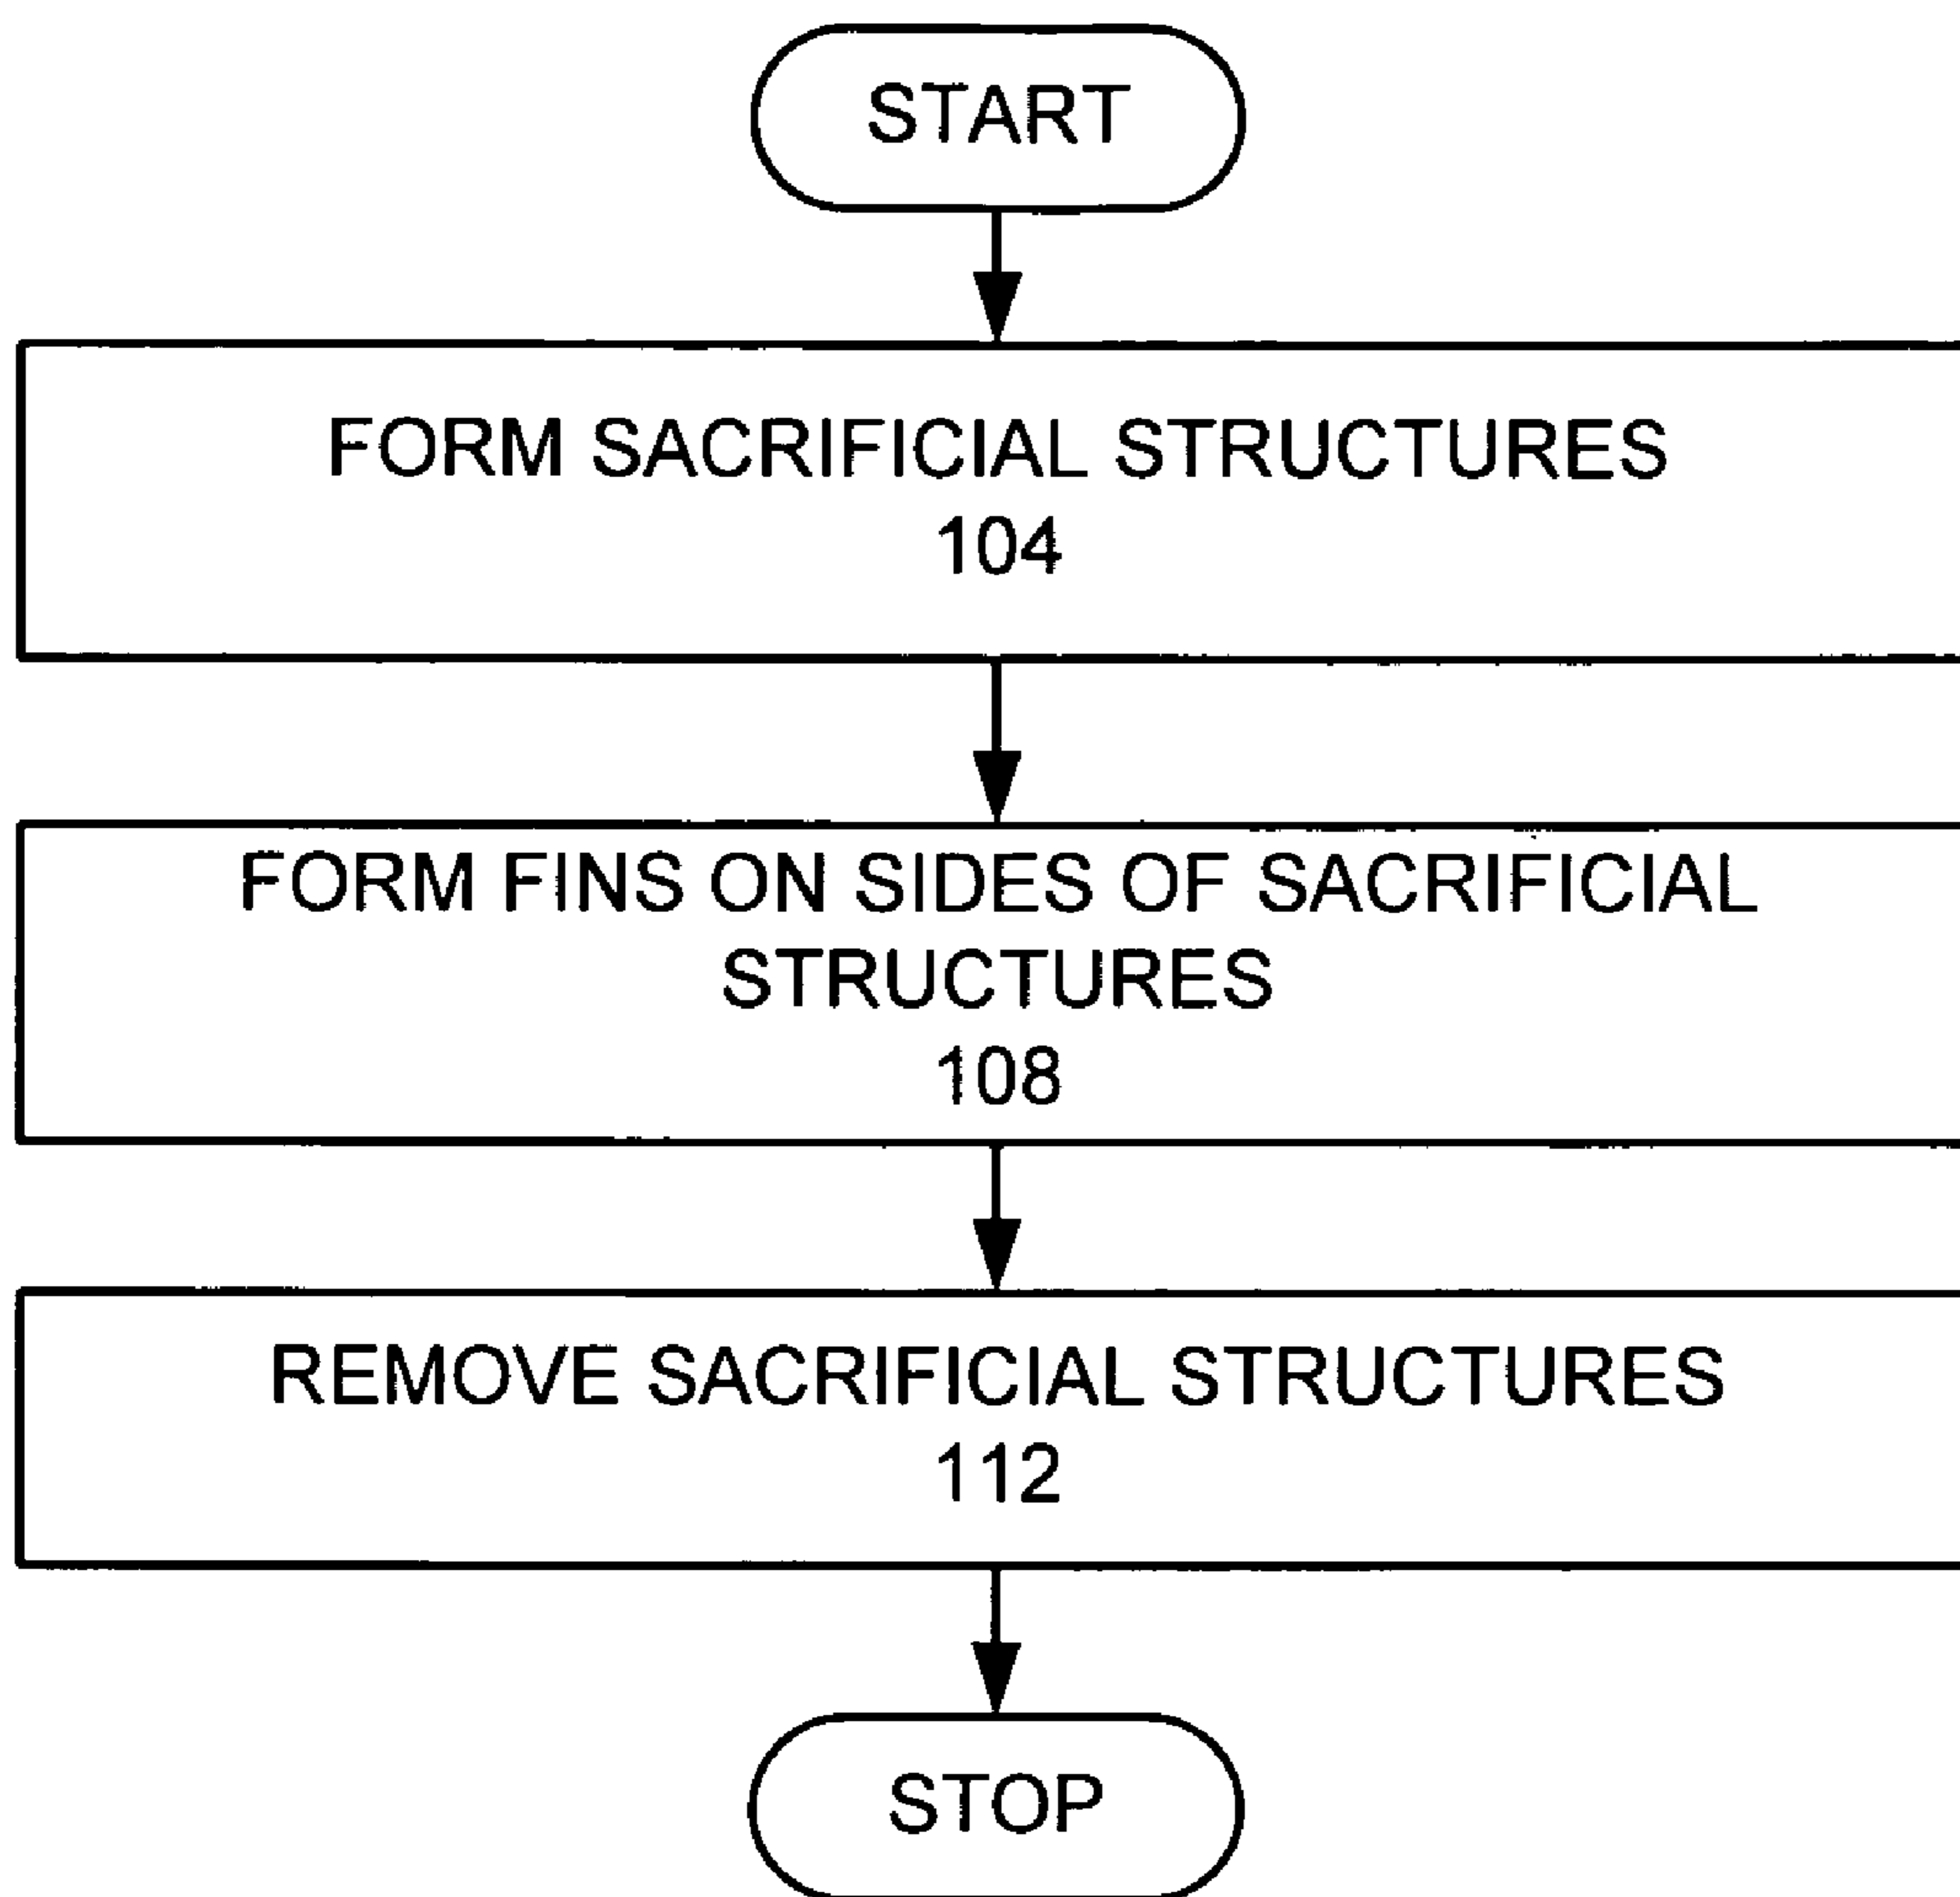 START
FORM SACRIFICIAL STRUCTURES
104
FORM FINS ON SIDES OF SACRIFICIAL
STRUCTURES
108
REMOVE SACRIFICIAL STRUCTURES
112
STOP